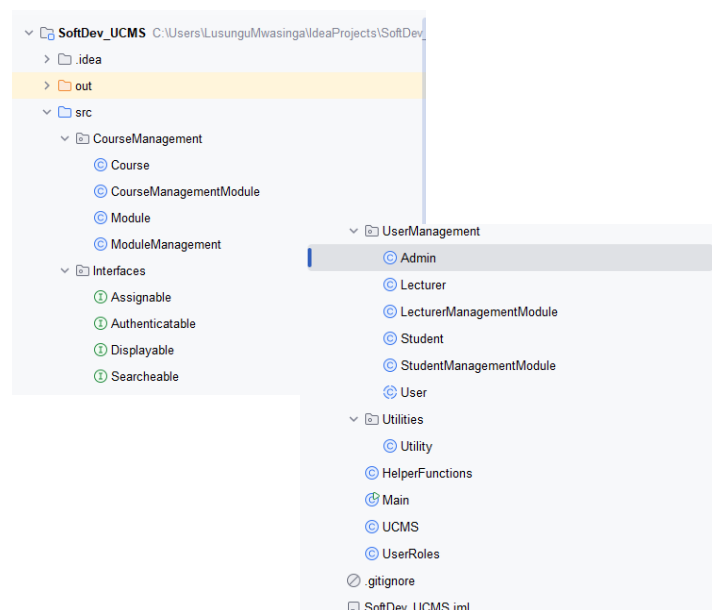 SoftDev_UCMS C:\Users\LusunguMwasinga\IdeaProjects\SoftDev_
.idea
out
src
CourseManagement
Course
CourseManagementModule
Module
ModuleManagement
Interfaces
Assignable
Authenticatable
Displayable
Searcheable
UserManagement
Admin
Lecturer
LecturerManagementModule
Student
StudentManagementModule
User
Utilities
Utility
HelperFunctions
Main
UCMS
UserRoles
.gitignore
SoftDev_UCMS.iml